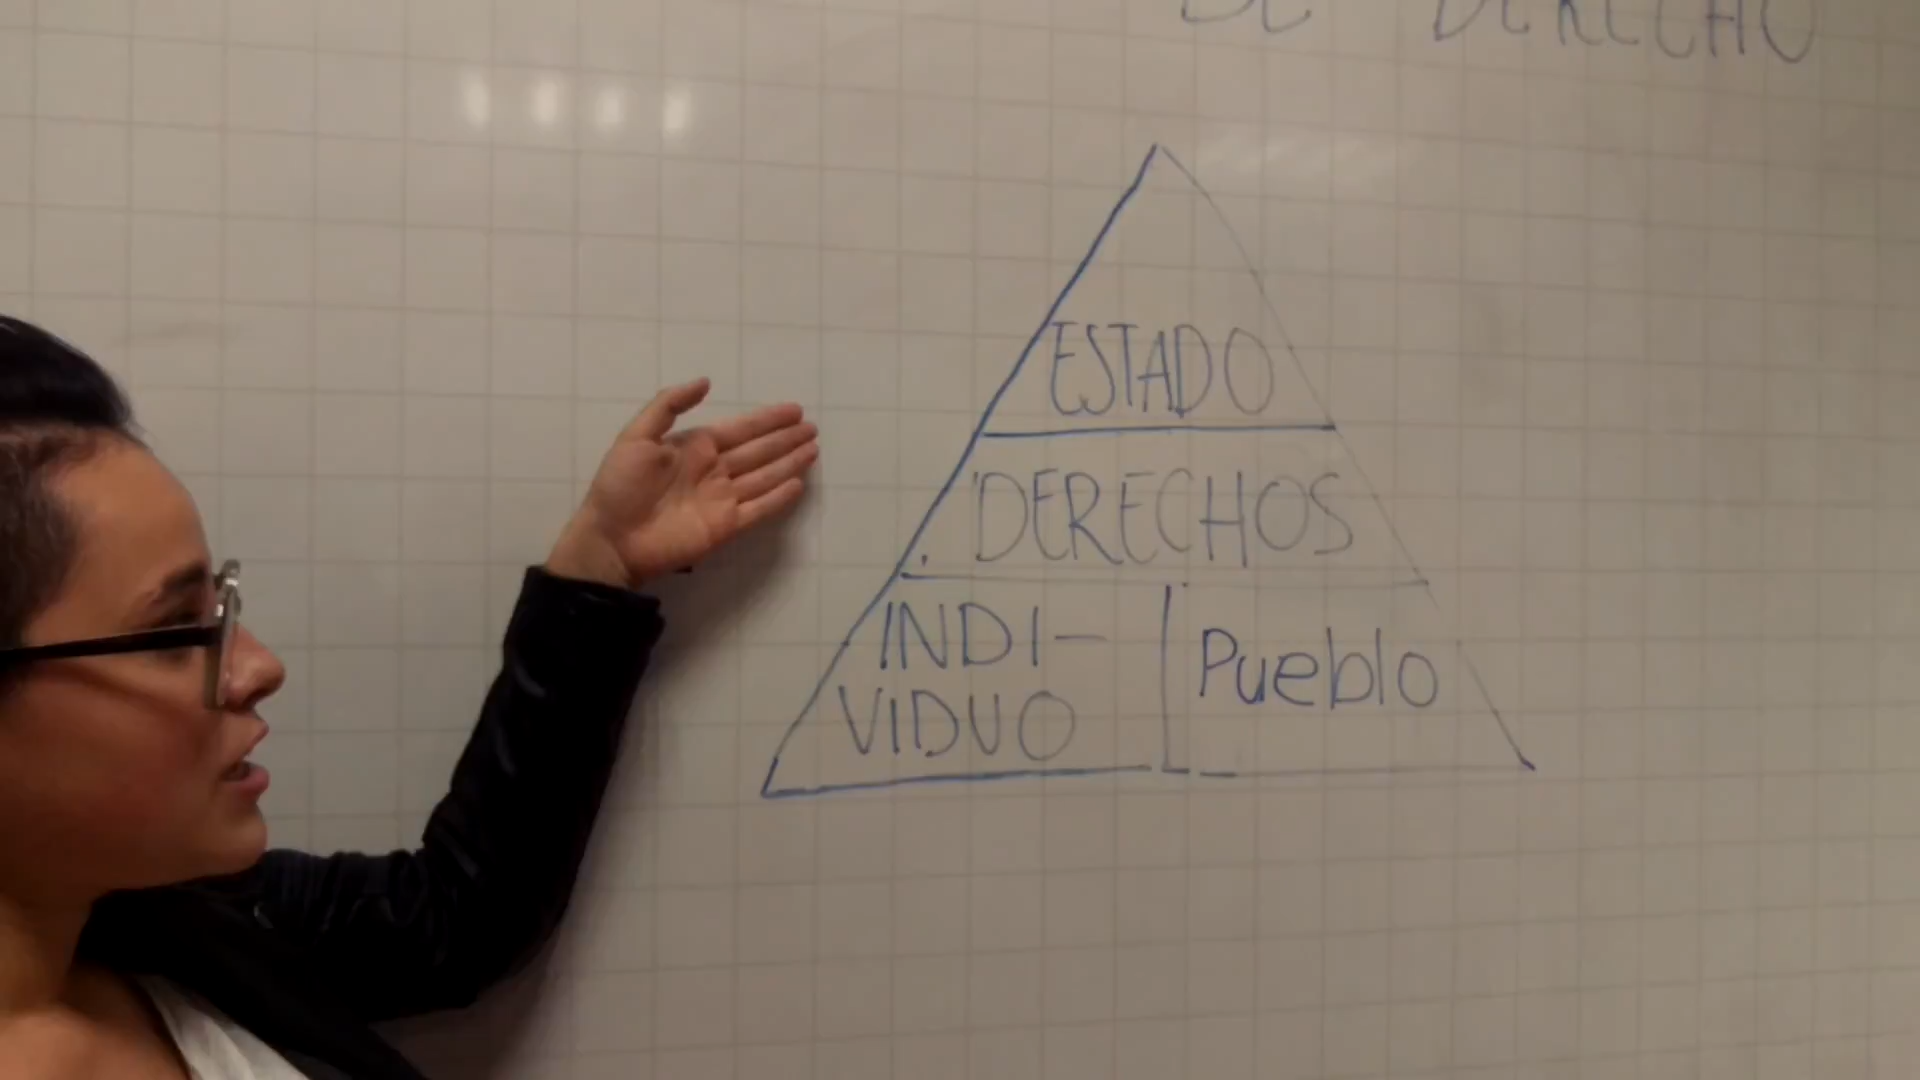 DE DERECHO
ESTADO
DERECHOS
INDI-
VIDUO
Pueblo